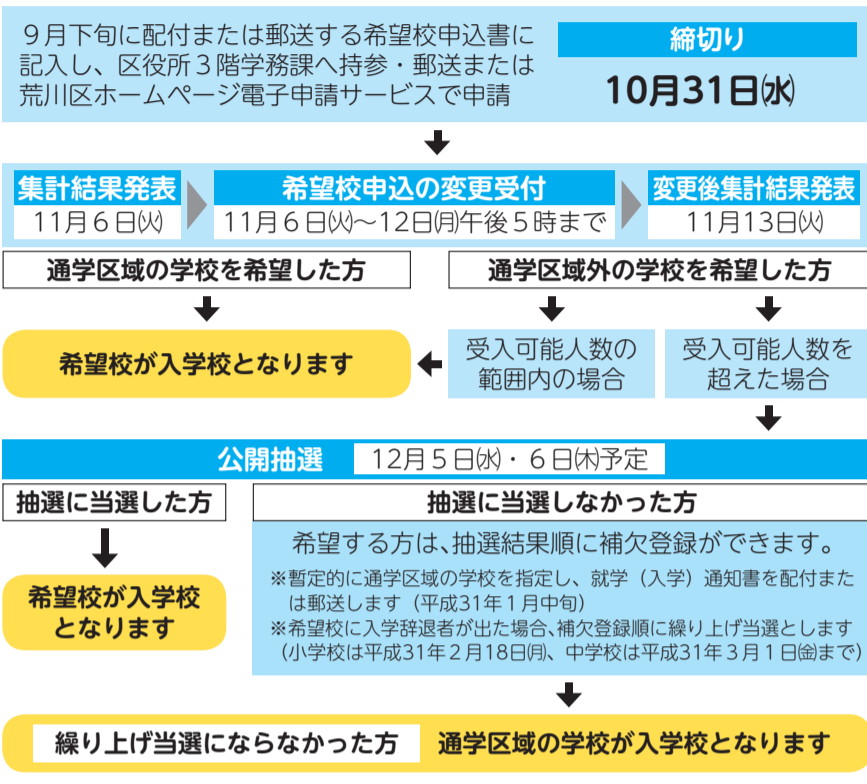 ９月下旬に配付または郵送する希望校申込書に
記入し、区役所３階学務課へ持参・郵送または
荒川区ホームページ電子申請サービスで申請
締切り
10月31日㈬
集計結果発表
11月６日㈫
希望校申込の変更受付
11月６日㈫～12日㈪午後５時まで
変更後集計結果発表
11月13日㈫
通学区域の学校を希望した方
通学区域外の学校を希望した方
希望校が入学校となります
受入可能人数の
範囲内の場合
受入可能人数を
超えた場合
公開抽選
12月５日㈬・６日㈭予定
抽選に当選した方
抽選に当選しなかった方
希望校が入学校
となります
希望する方は、抽選結果順に補欠登録ができます。
※暫定的に通学区域の学校を指定し、就学（入学）通知書を配付また
は郵送します（平成31年１月中旬）
※希望校に入学辞退者が出た場合、補欠登録順に繰り上げ当選とします
（小学校は平成31年２月18日㈪、中学校は平成31年３月１日㈮まで）
繰り上げ当選にならなかった方
通学区域の学校が入学校となります